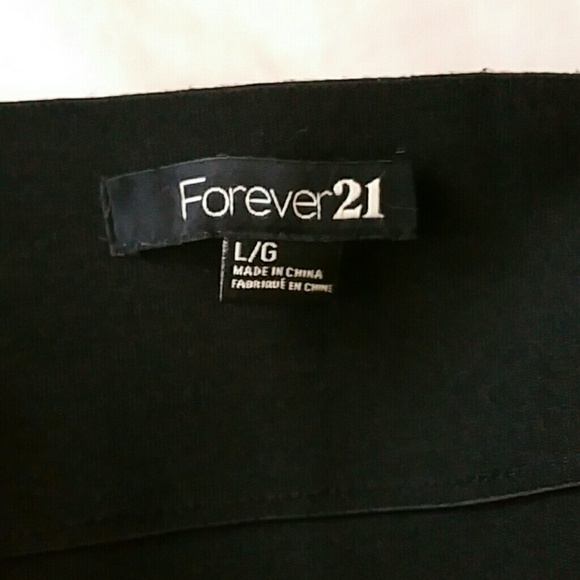 Forever21
L/G
MADE IN CHINA
FABRIQUÉ EN CHINE